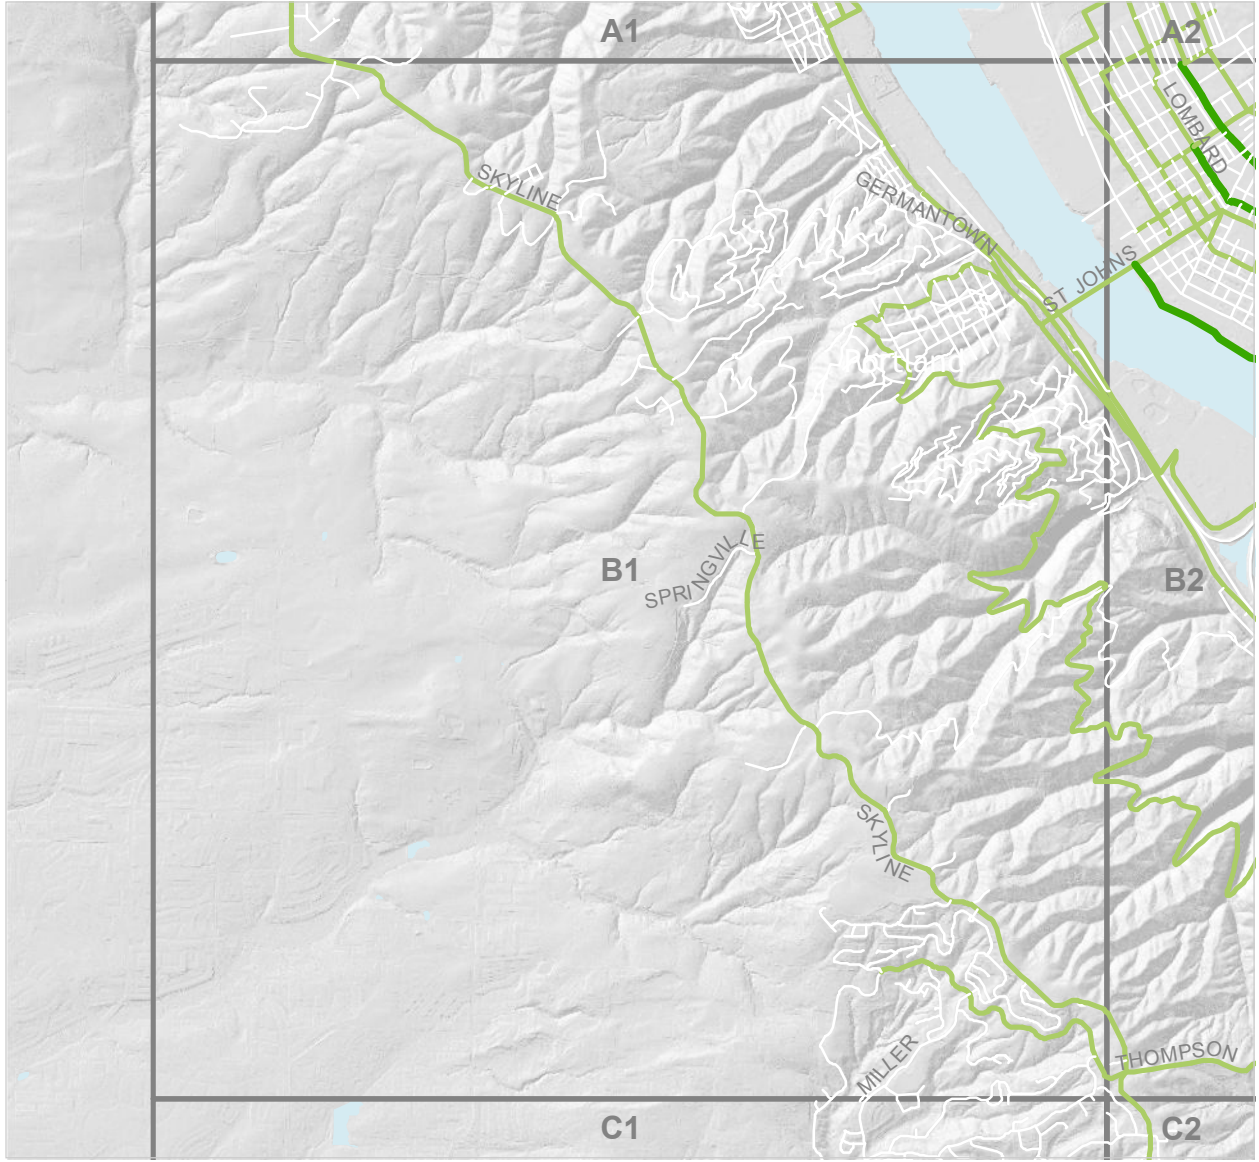 A1
A2
LOMBARD
SKYLINE
GERMANTOWN
ST JOHNS
Portland
SPRINGVILLE
B1
B2
SKYLINE
MILLER
THOMPSON
C1
C2